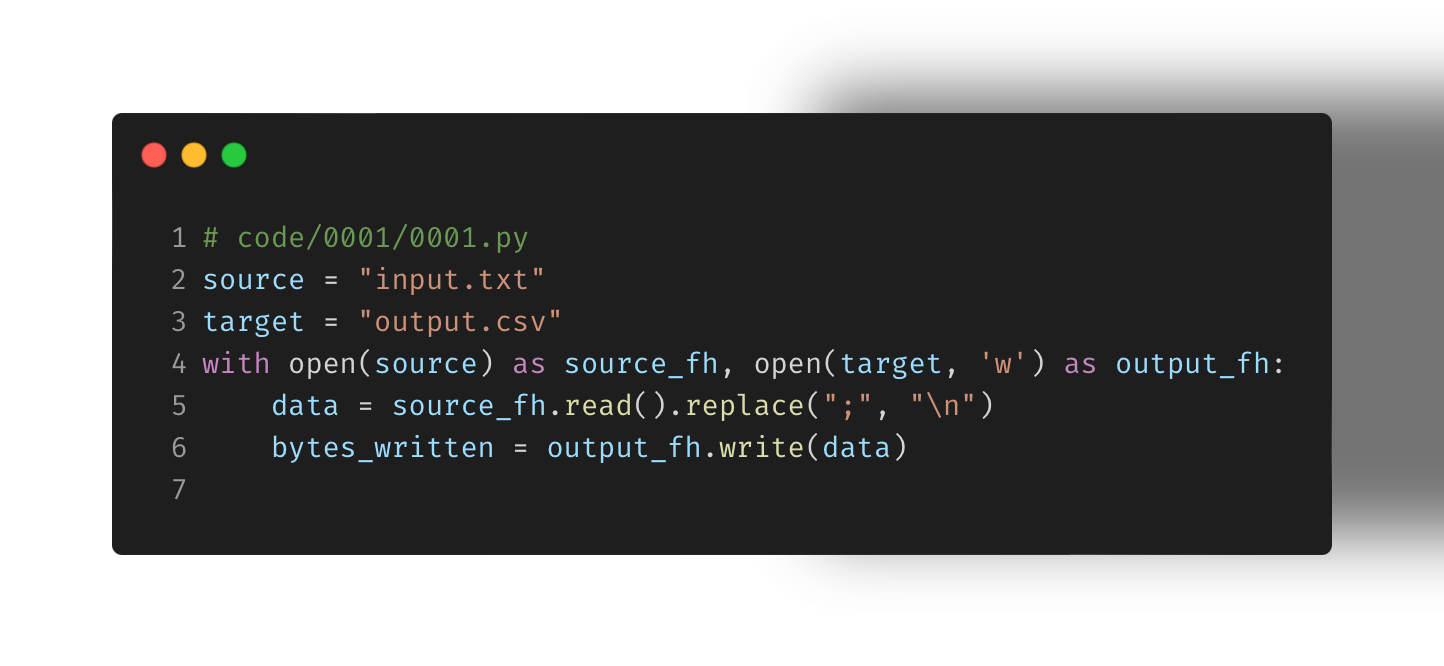 1 # code/0001/0001.py
2 source = "input.txt"
3 target = "output.csv"
4 with open(source) as source_fh, open(target, 'w') as output_fh:
5     data = source_fh.read().replace(";", "\n")
6     bytes_written = output_fh.write(data)
7